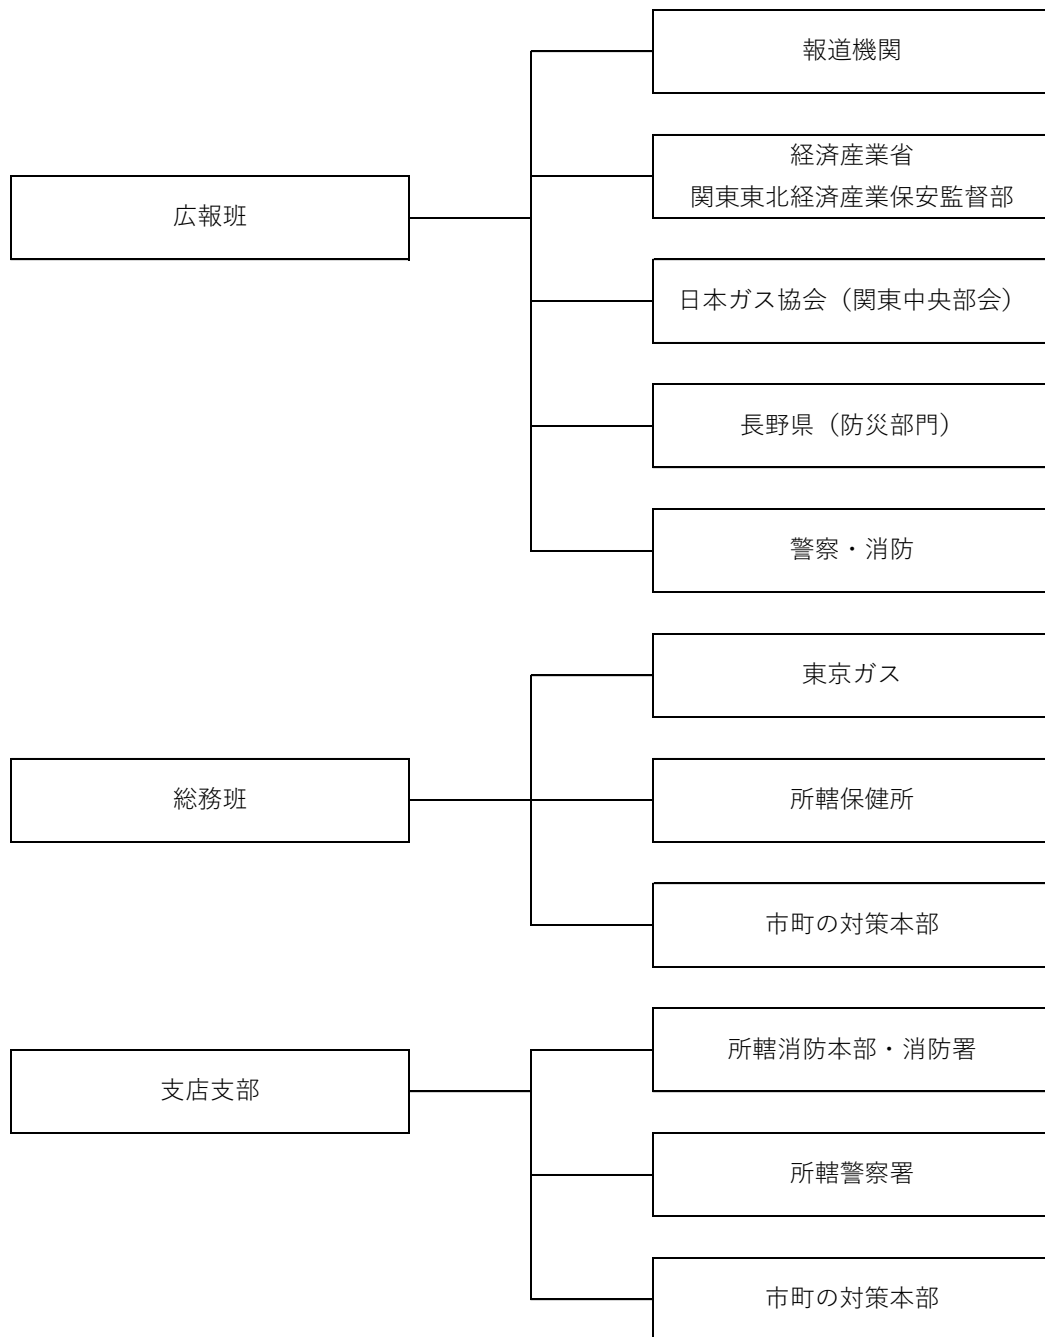 報道機関
経済産業省
関東東北経済産業保安監督部
広報班
日本ガス協会（関東中央部会）
長野県（防災部門）
警察・消防
東京ガス
総務班
所轄保健所
市町の対策本部
所轄消防本部・消防署
支店支部
所轄警察署
市町の対策本部